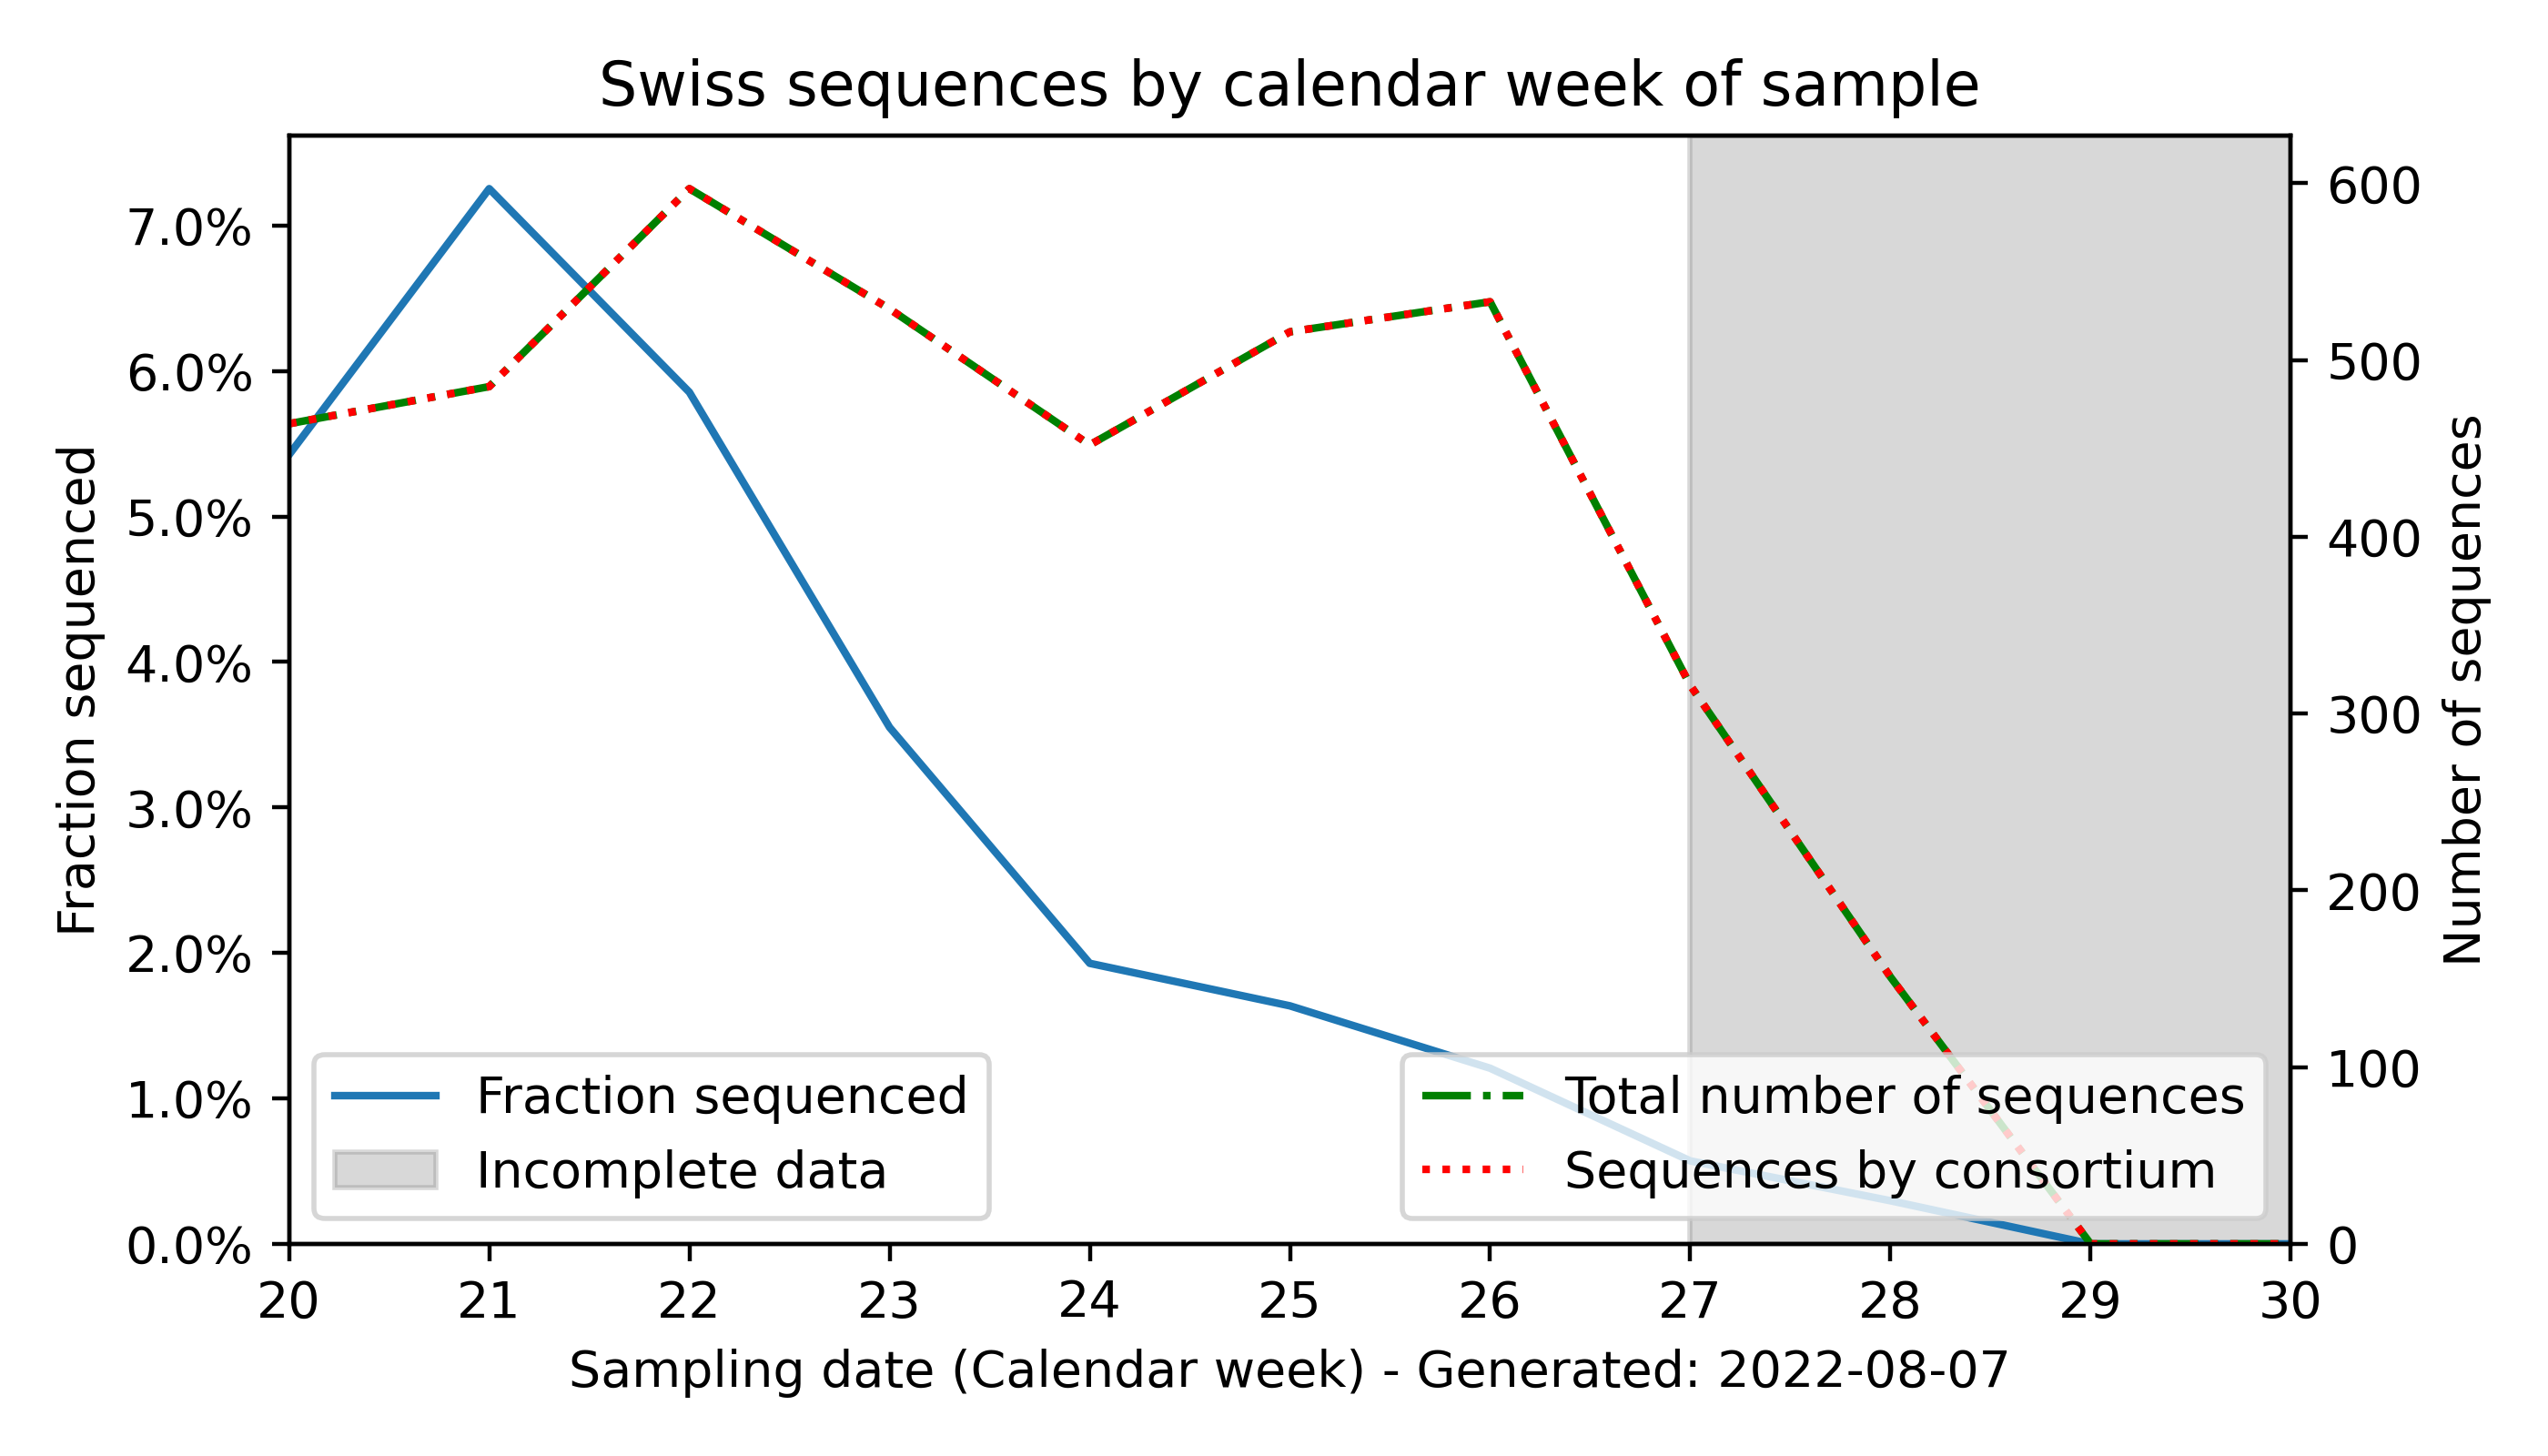 Swiss sequences by calendar week of sample
Fraction sequenced
7.0%
6.0%
5.0%
4.0%
3.0%
2.0%
1.0%
0.0%
600
500
400
300
200
100
0
Number of sequences
Fraction sequenced
Incomplete data
Total number of sequences
Sequences by consortium
20 21 22 23 24 25 26 27 28 29 30
Sampling date (Calendar week) - Generated: 2022-08-07